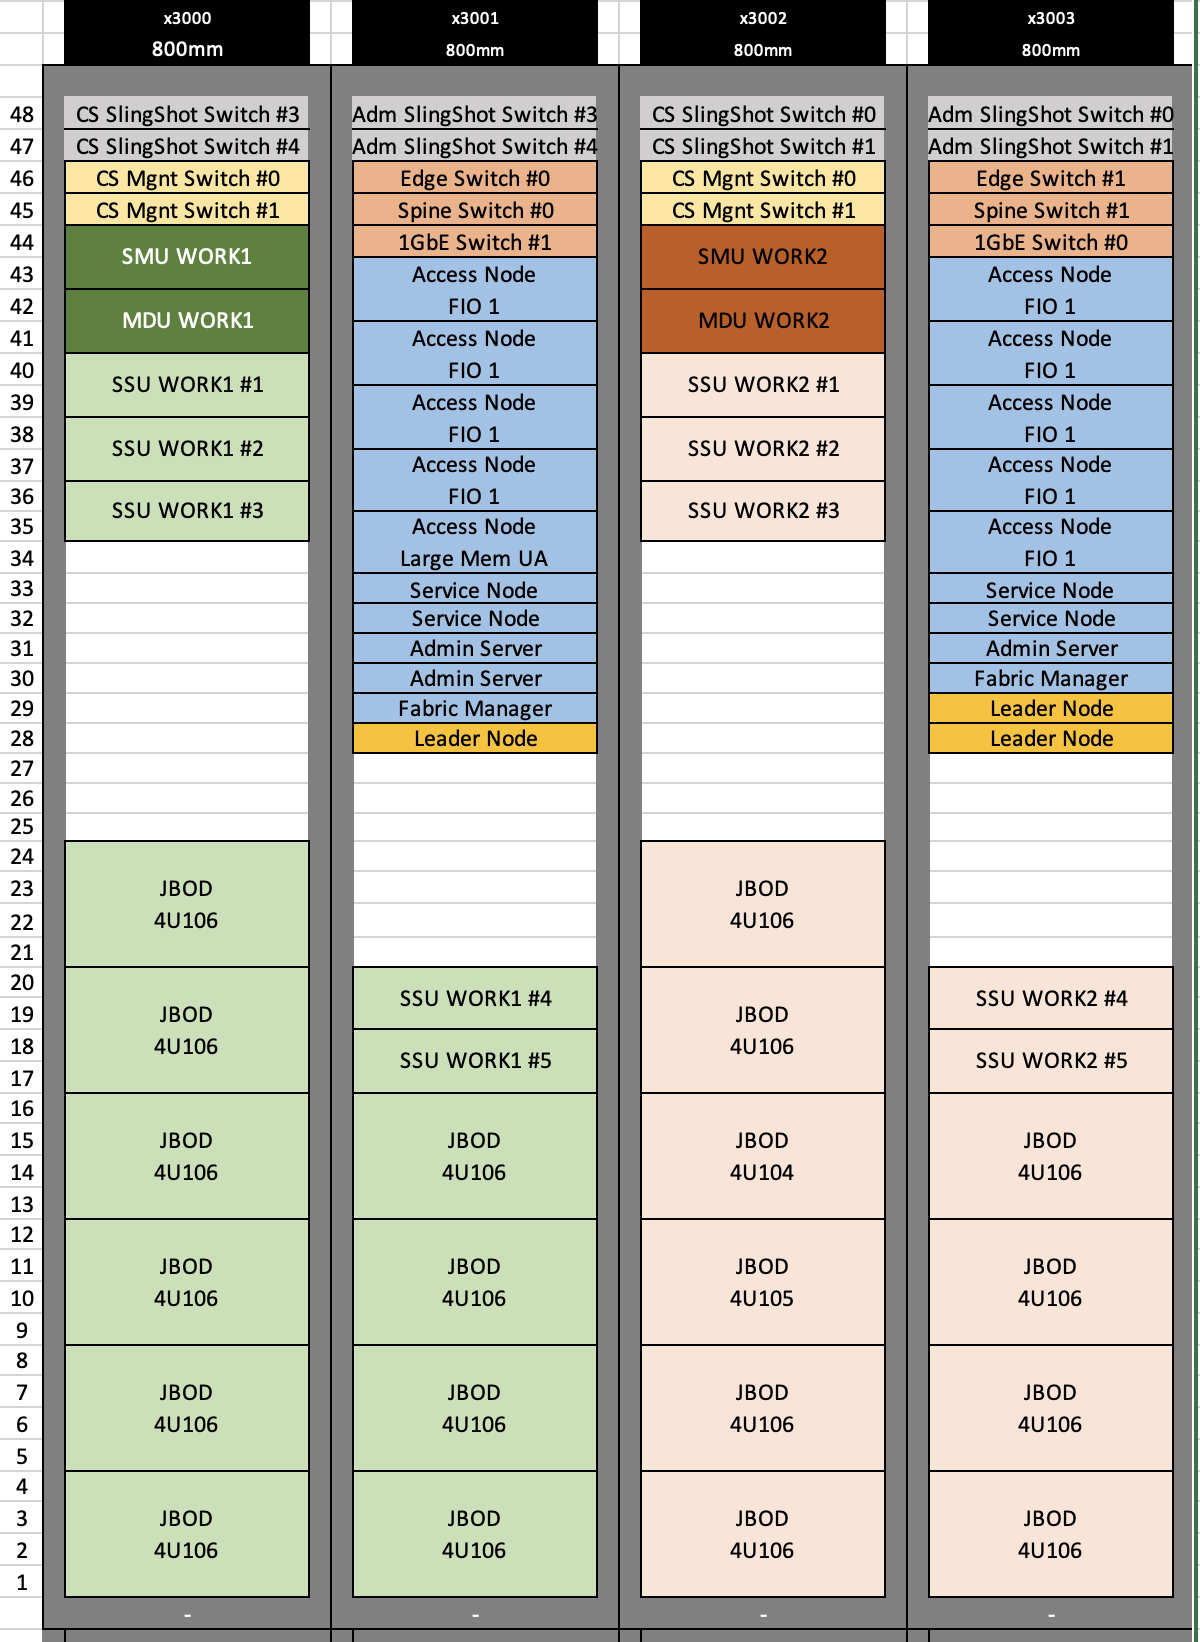 x3000 x3001 x3002 x3003
800mm 800mm 800mm 800mm
48 CS SlingShot Switch #3 Adm SlingShot Switch #3 CS SlingShot Switch #0 Adm SlingShot Switch #0
47 CS SlingShot Switch #4 Adm SlingShot Switch #4 CS SlingShot Switch #1 Adm SlingShot Switch #1
46 CS Mgnt Switch #0 Edge Switch #0 CS Mgnt Switch #0 Edge Switch #1
45 CS Mgnt Switch #1 Spine Switch #0 CS Mgnt Switch #1 Spine Switch #1
44 SMU WORK1 1GbE Switch #1 SMU WORK2 1GbE Switch #0
43 Access Node Access Node
42 MDU WORK1 FIO 1 MDU WORK2 FIO 1
41 Access Node Access Node
40 SSU WORK1 #1 FIO 1 SSU WORK2 #1 FIO 1
39 Access Node Access Node
38 SSU WORK1 #2 FIO 1 SSU WORK2 #2 FIO 1
37 Access Node Access Node
36 SSU WORK1 #3 FIO 1 SSU WORK2 #3 FIO 1
35 Access Node Access Node
34 Large Mem UA FIO 1
33 Service Node Service Node
32 Service Node Service Node
31 Admin Server Admin Server
30 Admin Server Fabric Manager
29 Fabric Manager Leader Node
28 Leader Node Leader Node
27
26
25
24
23 JBOD JBOD
22 4U106 4U106
21
20 SSU WORK1 #4 SSU WORK2 #4
19 JBOD JBOD
18 4U106 SSU WORK1 #5 4U106 SSU WORK2 #5
17
16
15 JBOD JBOD JBOD JBOD
14 4U106 4U106 4U104 4U106
13
12
11 JBOD JBOD JBOD JBOD
10 4U106 4U106 4U105 4U106
9
8
7 JBOD JBOD JBOD JBOD
6 4U106 4U106 4U106 4U106
5
4
3 JBOD JBOD JBOD JBOD
2 4U106 4U106 4U106 4U106
1
- - - -